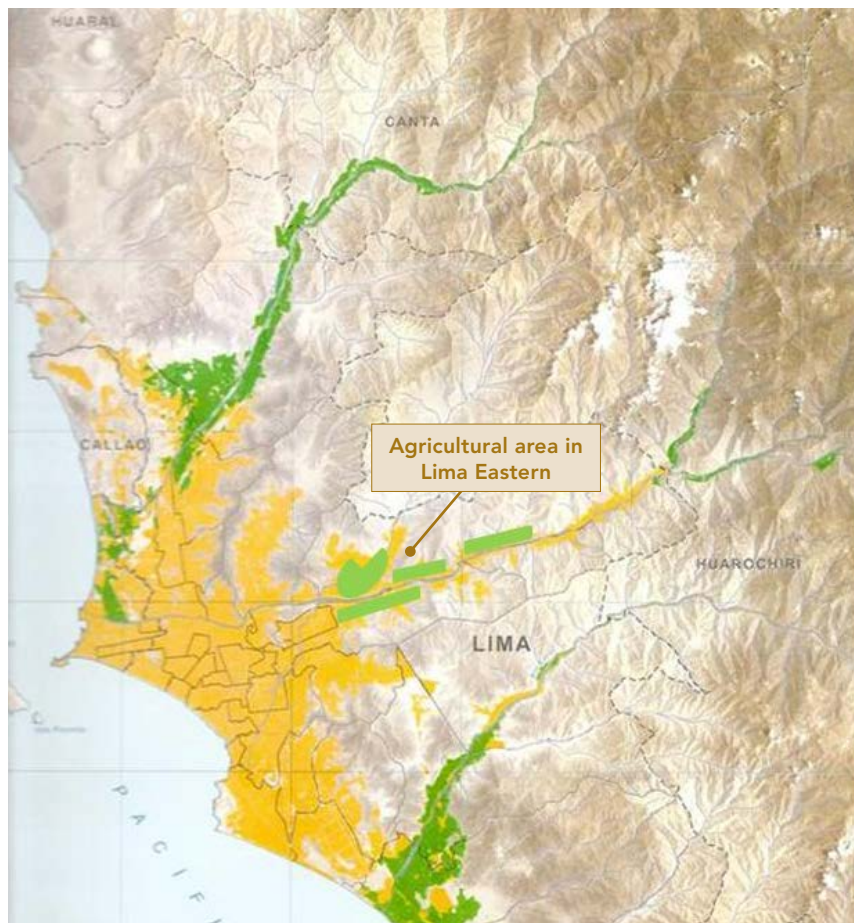 HUARAL
CANTA
CALLAO
Agricultural area in
Lima Eastern
HUAROCHIRI
LIMA
PACIFI